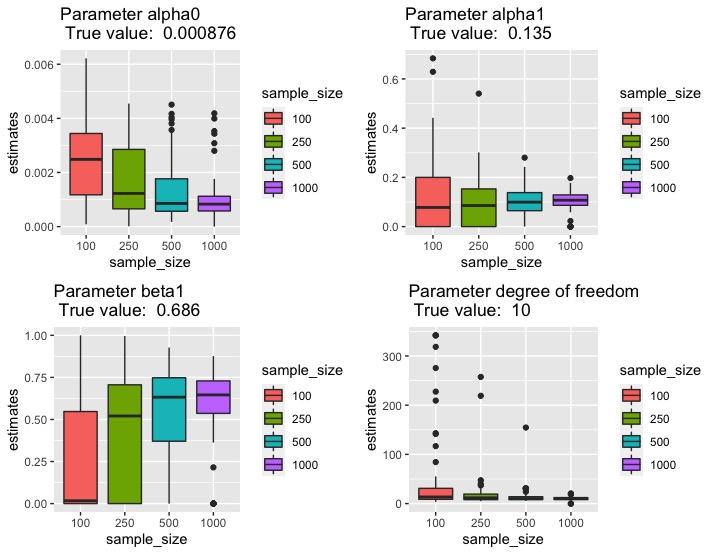 Parameter alpha0
True value: 0.000876
estimates
0.006
0.004
0.002
0.000
100 250 500 1000
sample_size
sample_size
100
250
500
1000
Parameter alpha1
True value: 0.135
estimates
0.6
0.4
0.2
0.0
100 250 500 1000
sample_size
sample_size
100
250
500
1000
Parameter beta1
True value: 0.686
estimates
1.00
0.75
0.50
0.25
0.00
100 250 500 1000
sample_size
sample_size
100
250
500
1000
Parameter degree of freedom
True value: 10
estimates
300
200
100
0
100 250 500 1000
sample_size
sample_size
100
250
500
1000